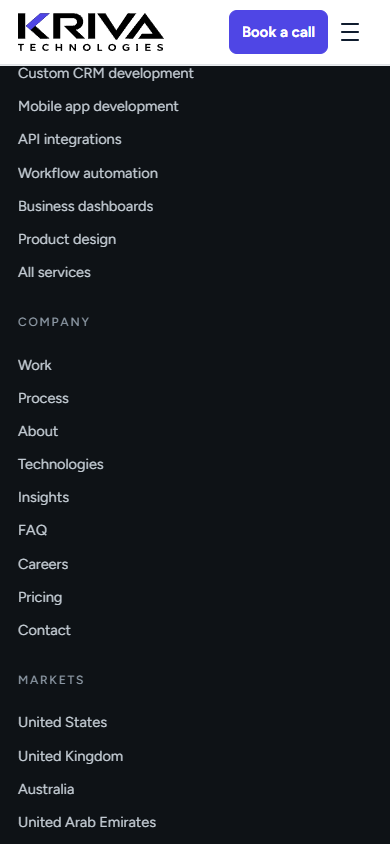 KRIVA
TECHNOLOGIES
Book a call
Custom CRM development
Mobile app development
API integrations
Workflow automation
Business dashboards
Product design
All services
COMPANY
Work
Process
About
Technologies
Insights
FAQ
Careers
Pricing
Contact
MARKETS
United States
United Kingdom
Australia
United Arab Emirates